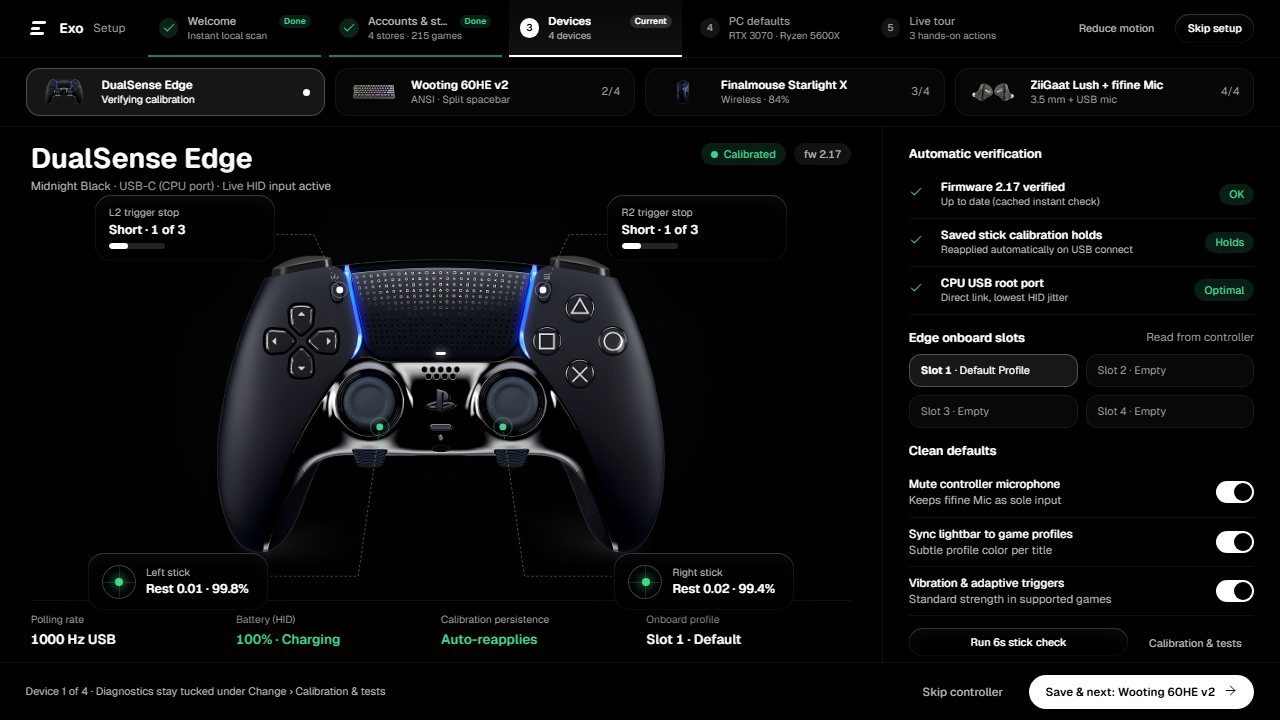 Exo Setup
Welcome Done
Instant local scan
Accounts & st... Done
4 stores · 215 games
3 Devices Current
4 devices
4 PC defaults
RTX 3070 · Ryzen 5600X
5 Live tour
3 hands-on actions
Reduce motion
Skip setup
DualSense Edge
Verifying calibration
Wooting 60HE v2
ANSI · Split spacebar
2/4
Finalmouse Starlight X
Wireless · 84%
3/4
ZiiGaat Lush + fifine Mic
3.5 mm + USB mic
4/4
DualSense Edge
Midnight Black · USB-C (CPU port) · Live HID input active
Calibrated
fw 2.17
L2 trigger stop
Short · 1 of 3
R2 trigger stop
Short · 1 of 3
Left stick
Rest 0.01 · 99.8%
Right stick
Rest 0.02 · 99.4%
Polling rate
1000 Hz USB
Battery (HID)
100% · Charging
Calibration persistence
Auto-reapplies
Onboard profile
Slot 1 · Default
Automatic verification
Firmware 2.17 verified
Up to date (cached instant check)
OK
Saved stick calibration holds
Reapplied automatically on USB connect
Holds
CPU USB root port
Direct link, lowest HID jitter
Optimal
Edge onboard slots
Read from controller
Slot 1 · Default Profile
Slot 2 · Empty
Slot 3 · Empty
Slot 4 · Empty
Clean defaults
Mute controller microphone
Keeps fifine Mic as sole input
Sync lightbar to game profiles
Subtle profile color per title
Vibration & adaptive triggers
Standard strength in supported games
Run 6s stick check
Calibration & tests
Device 1 of 4 · Diagnostics stay tucked under Change › Calibration & tests
Skip controller
Save & next: Wooting 60HE v2 →